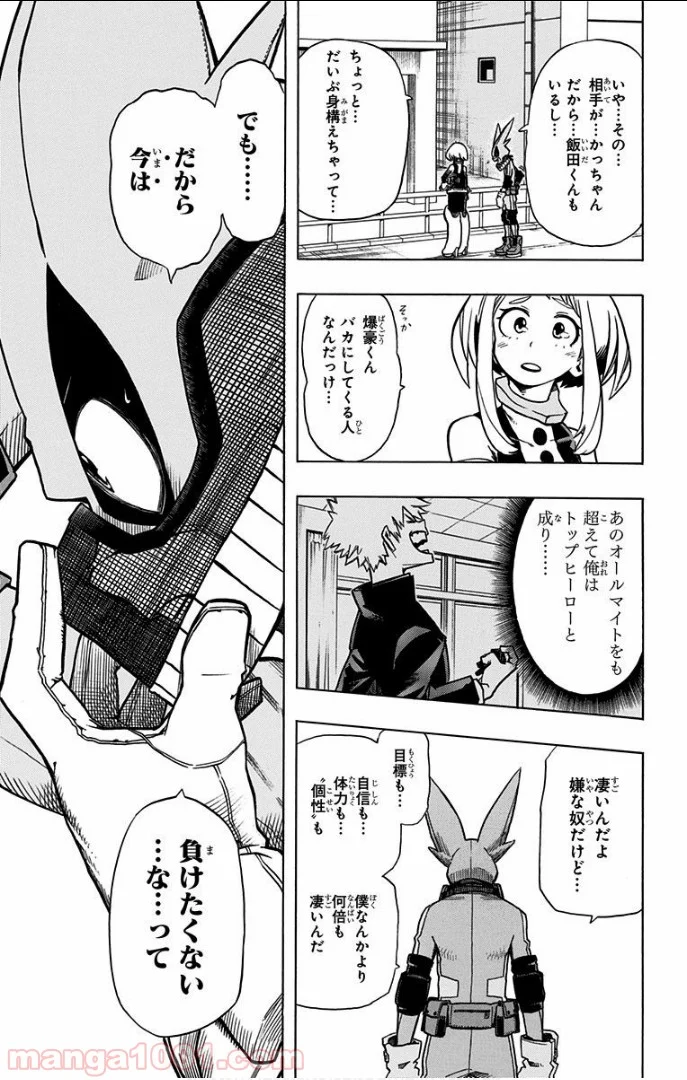 いや…その…
相手が…かっちゃん
だから…飯田くんも
いるし…
ちょっと…
だいぶ身構えちゃって…
そっか
爆豪くん
バカにしてくる人
なんだっけ…
あのオールマイトをも
超えて俺は
トップヒーローと
成り……
凄いんだよ
嫌な奴だけど…
目標も…
自信も…
体力も…
〝個性〟も
僕なんかより
何倍も
凄いんだ
でも……
だから
今は
負けたくない
…な…って
manga1001.com